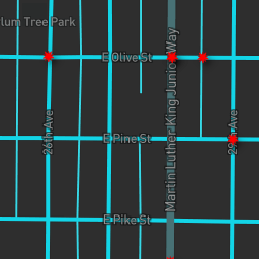 lum Tree Park
E Olive St
Martin Luther King Junior Way
26th Ave
E Pine St
29th Ave
E Pike St